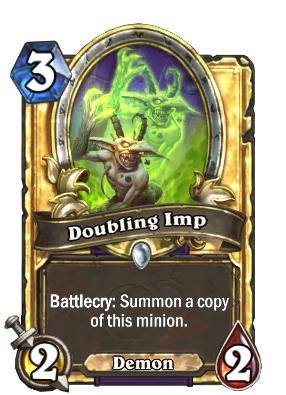 3
Doubling Imp
Battlecry: Summon a copy
of this minion.
2
Demon
2